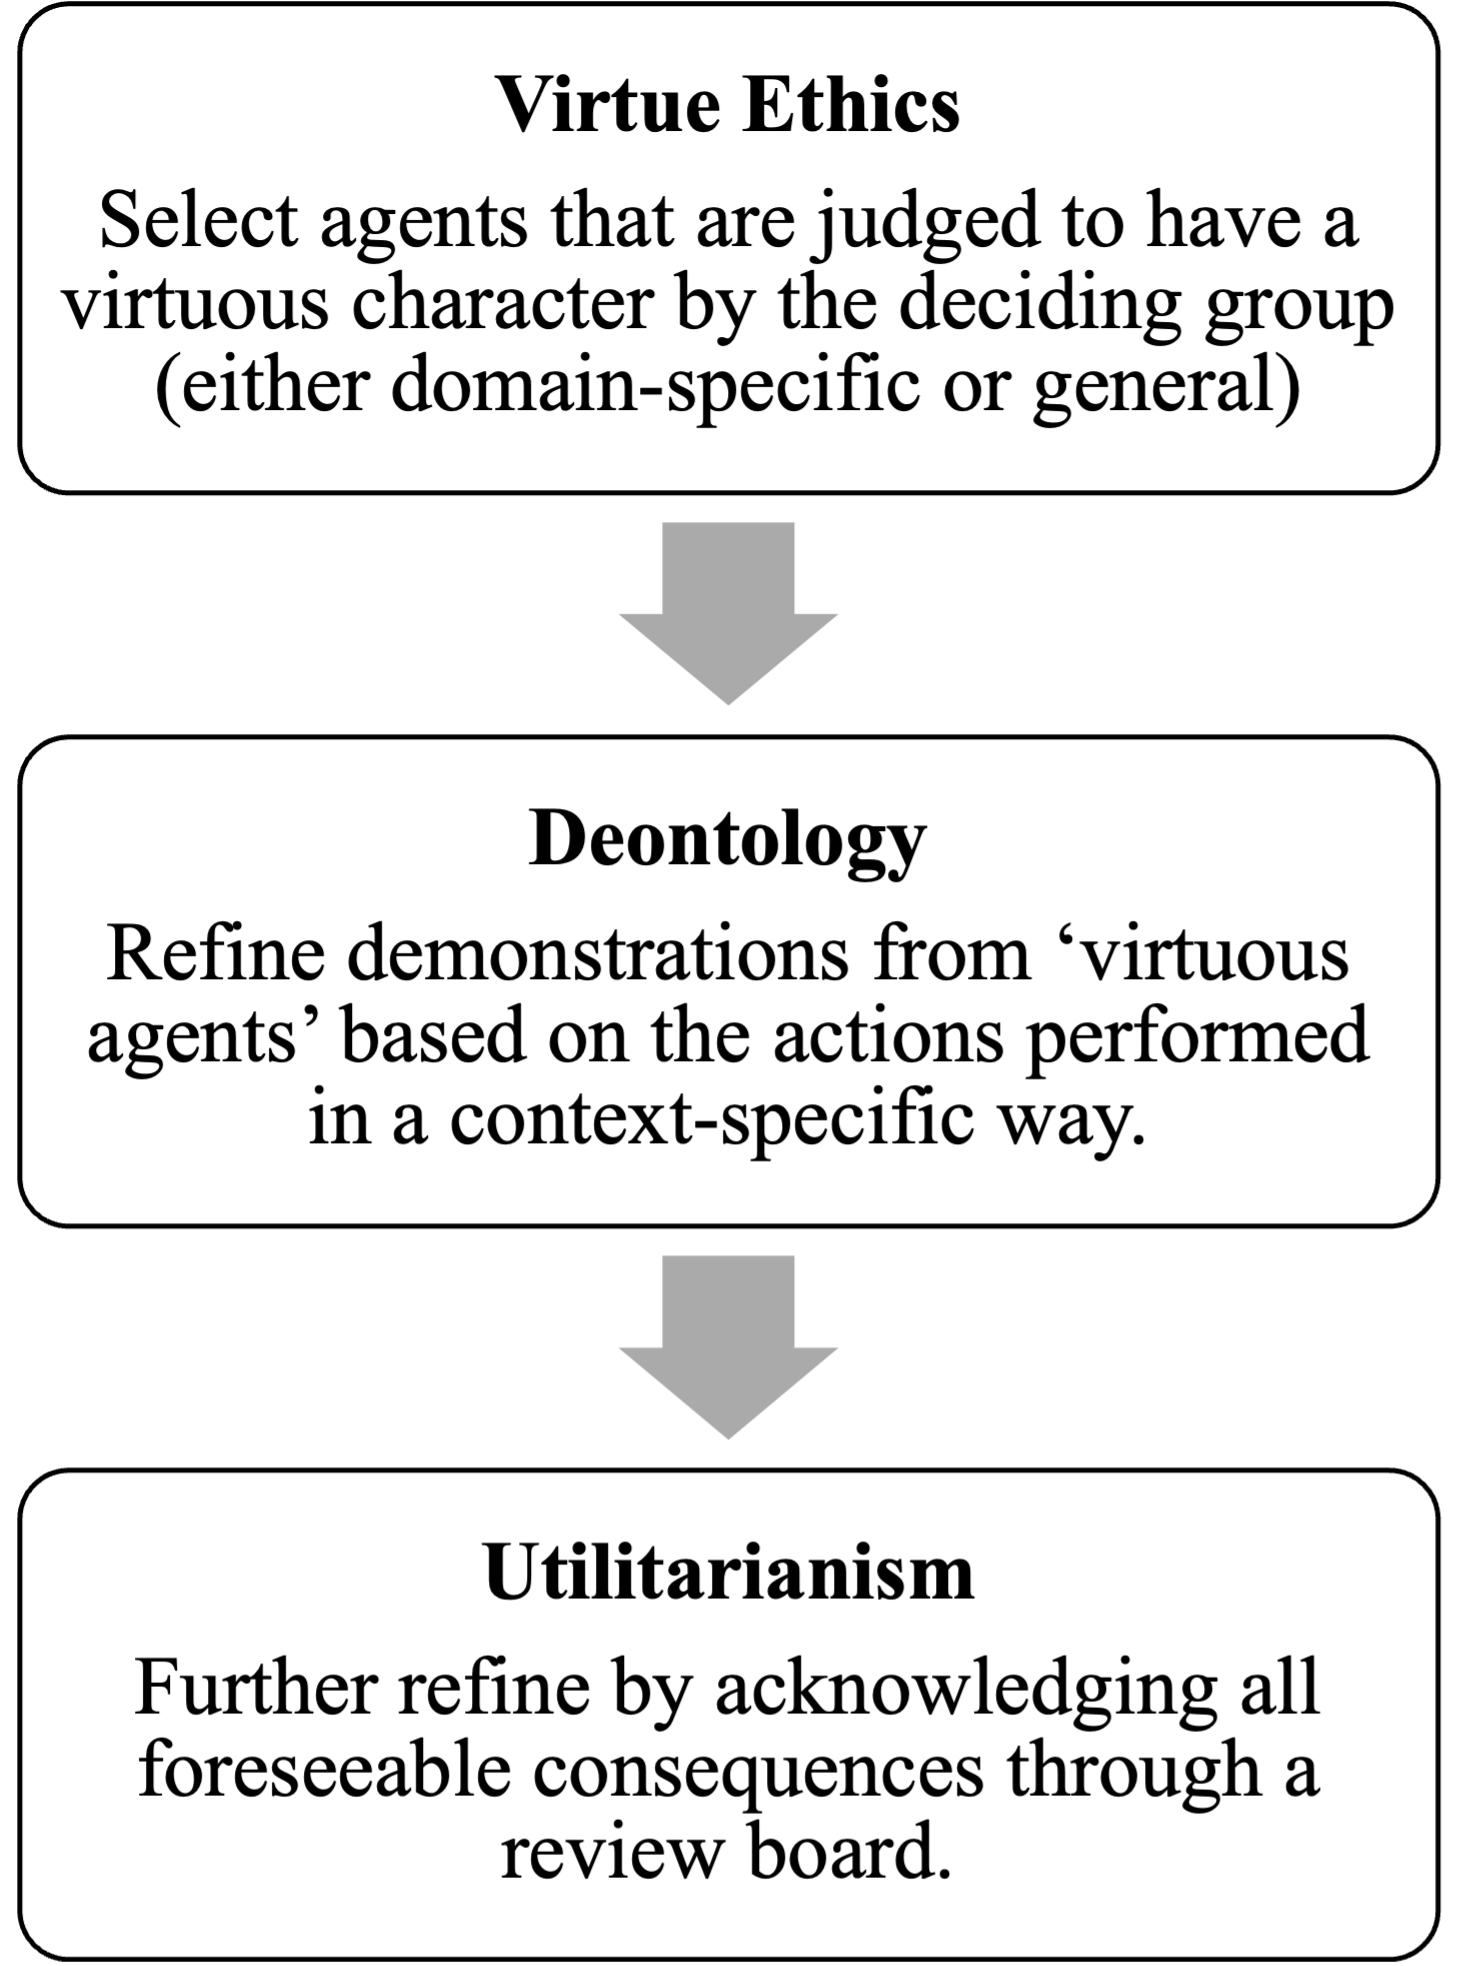 Virtue Ethics
Select agents that are judged to have a
virtuous character by the deciding group
(either domain-specific or general)
Deontology
Refine demonstrations from ‘virtuous
agents’ based on the actions performed
in a context-specific way.
Utilitarianism
Further refine by acknowledging all
foreseeable consequences through a
review board.